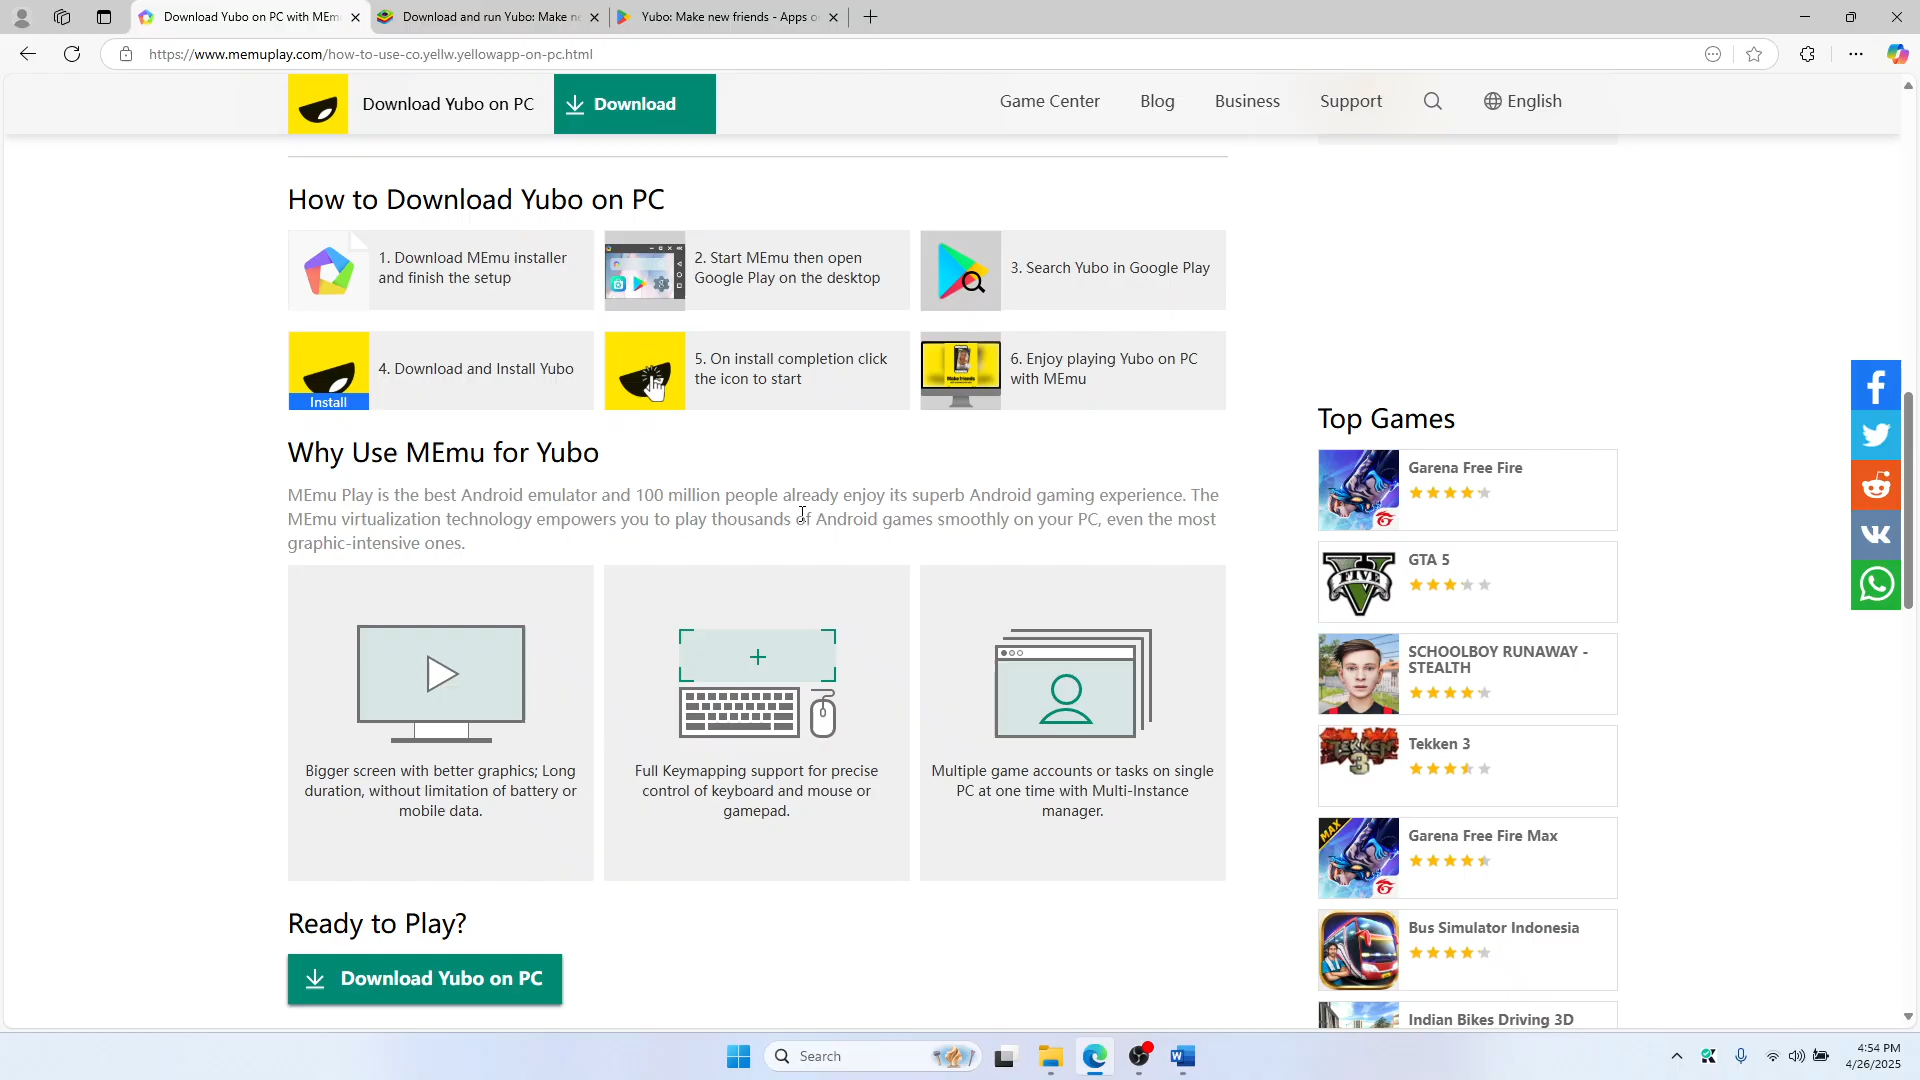 Download Yubo on PC with MEm
Download and run Yubo: Make n
Yubo: Make new friends - Apps o
https://www.memuplay.com/how-to-use-co.yellw.yellowapp-on-pc.html
Download Yubo on PC
Download
Game Center
Blog
Business
Support
English
How to Download Yubo on PC
1. Download MEmu installer
and finish the setup
2. Start MEmu then open
Google Play on the desktop
3. Search Yubo in Google Play
Install
4. Download and Install Yubo
5. On install completion click
the icon to start
Make friends
6. Enjoy playing Yubo on PC
with MEmu
Why Use MEmu for Yubo
MEmu Play is the best Android emulator and 100 million people already enjoy its superb Android gaming experience. The
MEmu virtualization technology empowers you to play thousands of Android games smoothly on your PC, even the most
graphic-intensive ones.
Bigger screen with better graphics; Long
duration, without limitation of battery or
mobile data.
Full Keymapping support for precise
control of keyboard and mouse or
gamepad.
Multiple game accounts or tasks on single
PC at one time with Multi-Instance
manager.
Ready to Play?
Download Yubo on PC
Top Games
Garena Free Fire
FIVE
GTA 5
SCHOOLBOY RUNAWAY -
STEALTH
TEKKEN
3
Tekken 3
MAX
Garena Free Fire Max
Bus Simulator Indonesia
Indian Bikes Driving 3D
Search
4:54 PM
4/26/2025